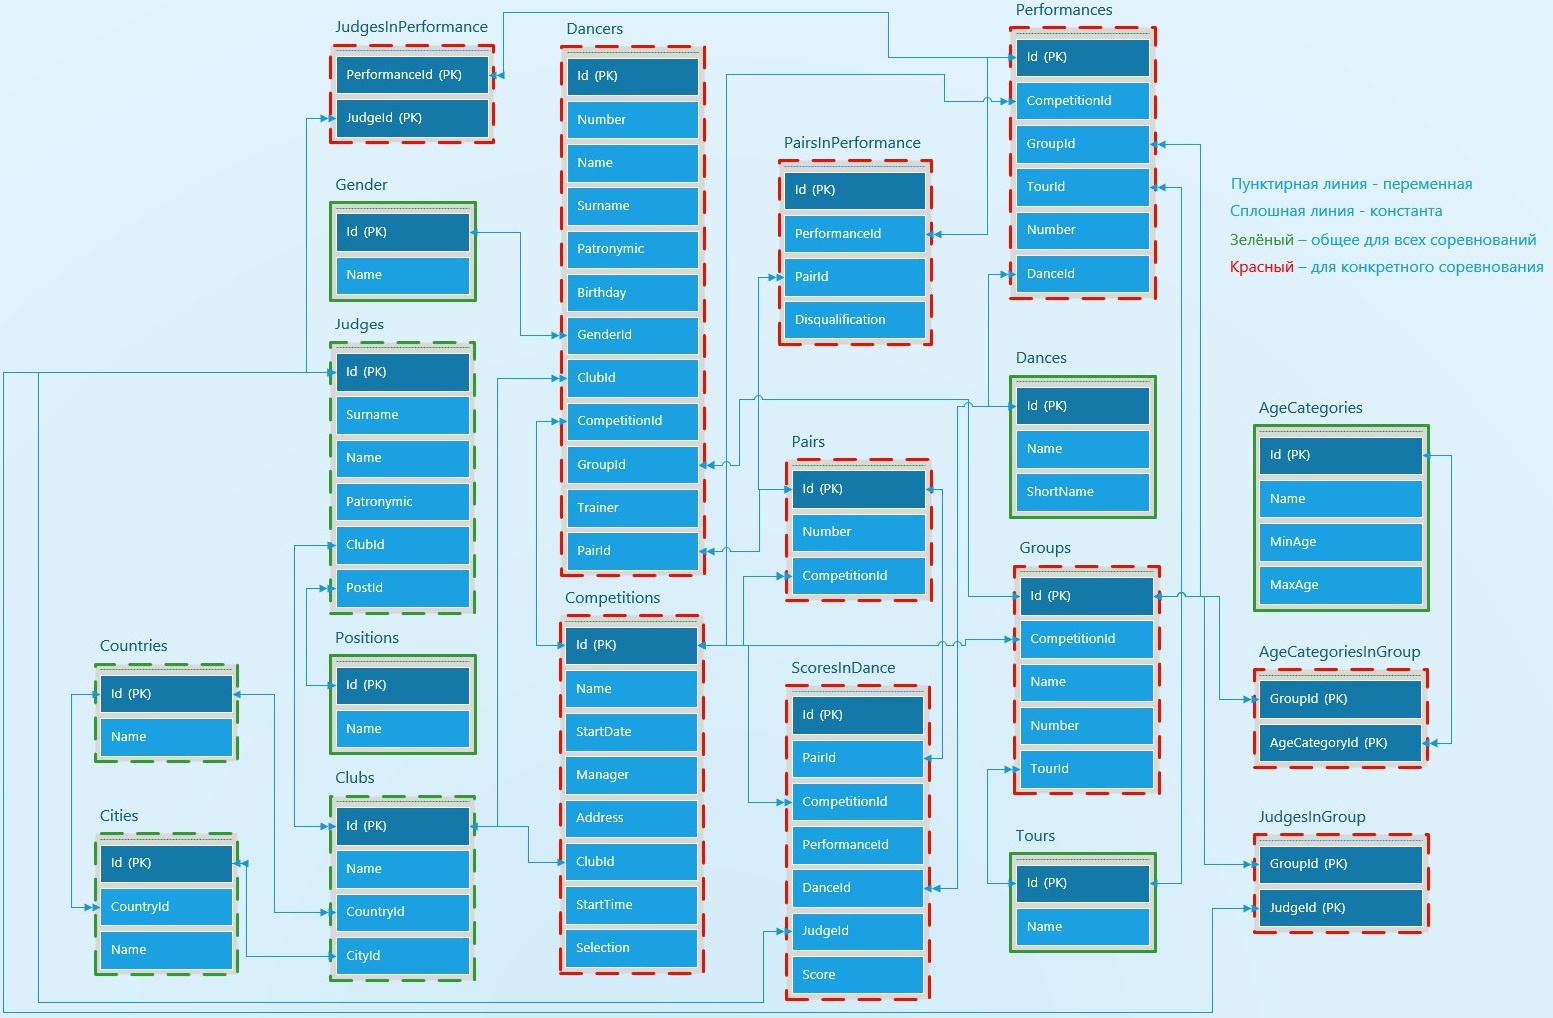 JudgesInPerformance
PerformanceId (PK)
JudgeId (PK)
Gender
Id (PK)
Name
Judges
Id (PK)
Surname
Name
Patronymic
ClubId
PostId
Positions
Id (PK)
Name
Countries
Id (PK)
Name
Cities
Id (PK)
CountryId
Name
Clubs
Id (PK)
Name
CountryId
CityId
Dancers
Id (PK)
Number
Name
Surname
Patronymic
Birthday
GenderId
ClubId
CompetitionId
GroupId
Trainer
PairId
Competitions
Id (PK)
Name
StartDate
Manager
Address
ClubId
StartTime
Selection
PairsInPerformance
Id (PK)
PerformanceId
PairId
Disqualification
Pairs
Id (PK)
Number
CompetitionId
ScoresInDance
Id (PK)
PairId
CompetitionId
PerformanceId
DanceId
JudgeId
Score
Performances
Id (PK)
CompetitionId
GroupId
TourId
Number
DanceId
Dances
Id (PK)
Name
ShortName
Groups
Id (PK)
CompetitionId
Name
Number
TourId
Tours
Id (PK)
Name
Пунктирная линия - переменная
Сплошная линия - константа
Зелёный – общее для всех соревнований
Красный – для конкретного соревнования
AgeCategories
Id (PK)
Name
MinAge
MaxAge
AgeCategoriesInGroup
GroupId (PK)
AgeCategoryId (PK)
JudgesInGroup
GroupId (PK)
JudgeId (PK)